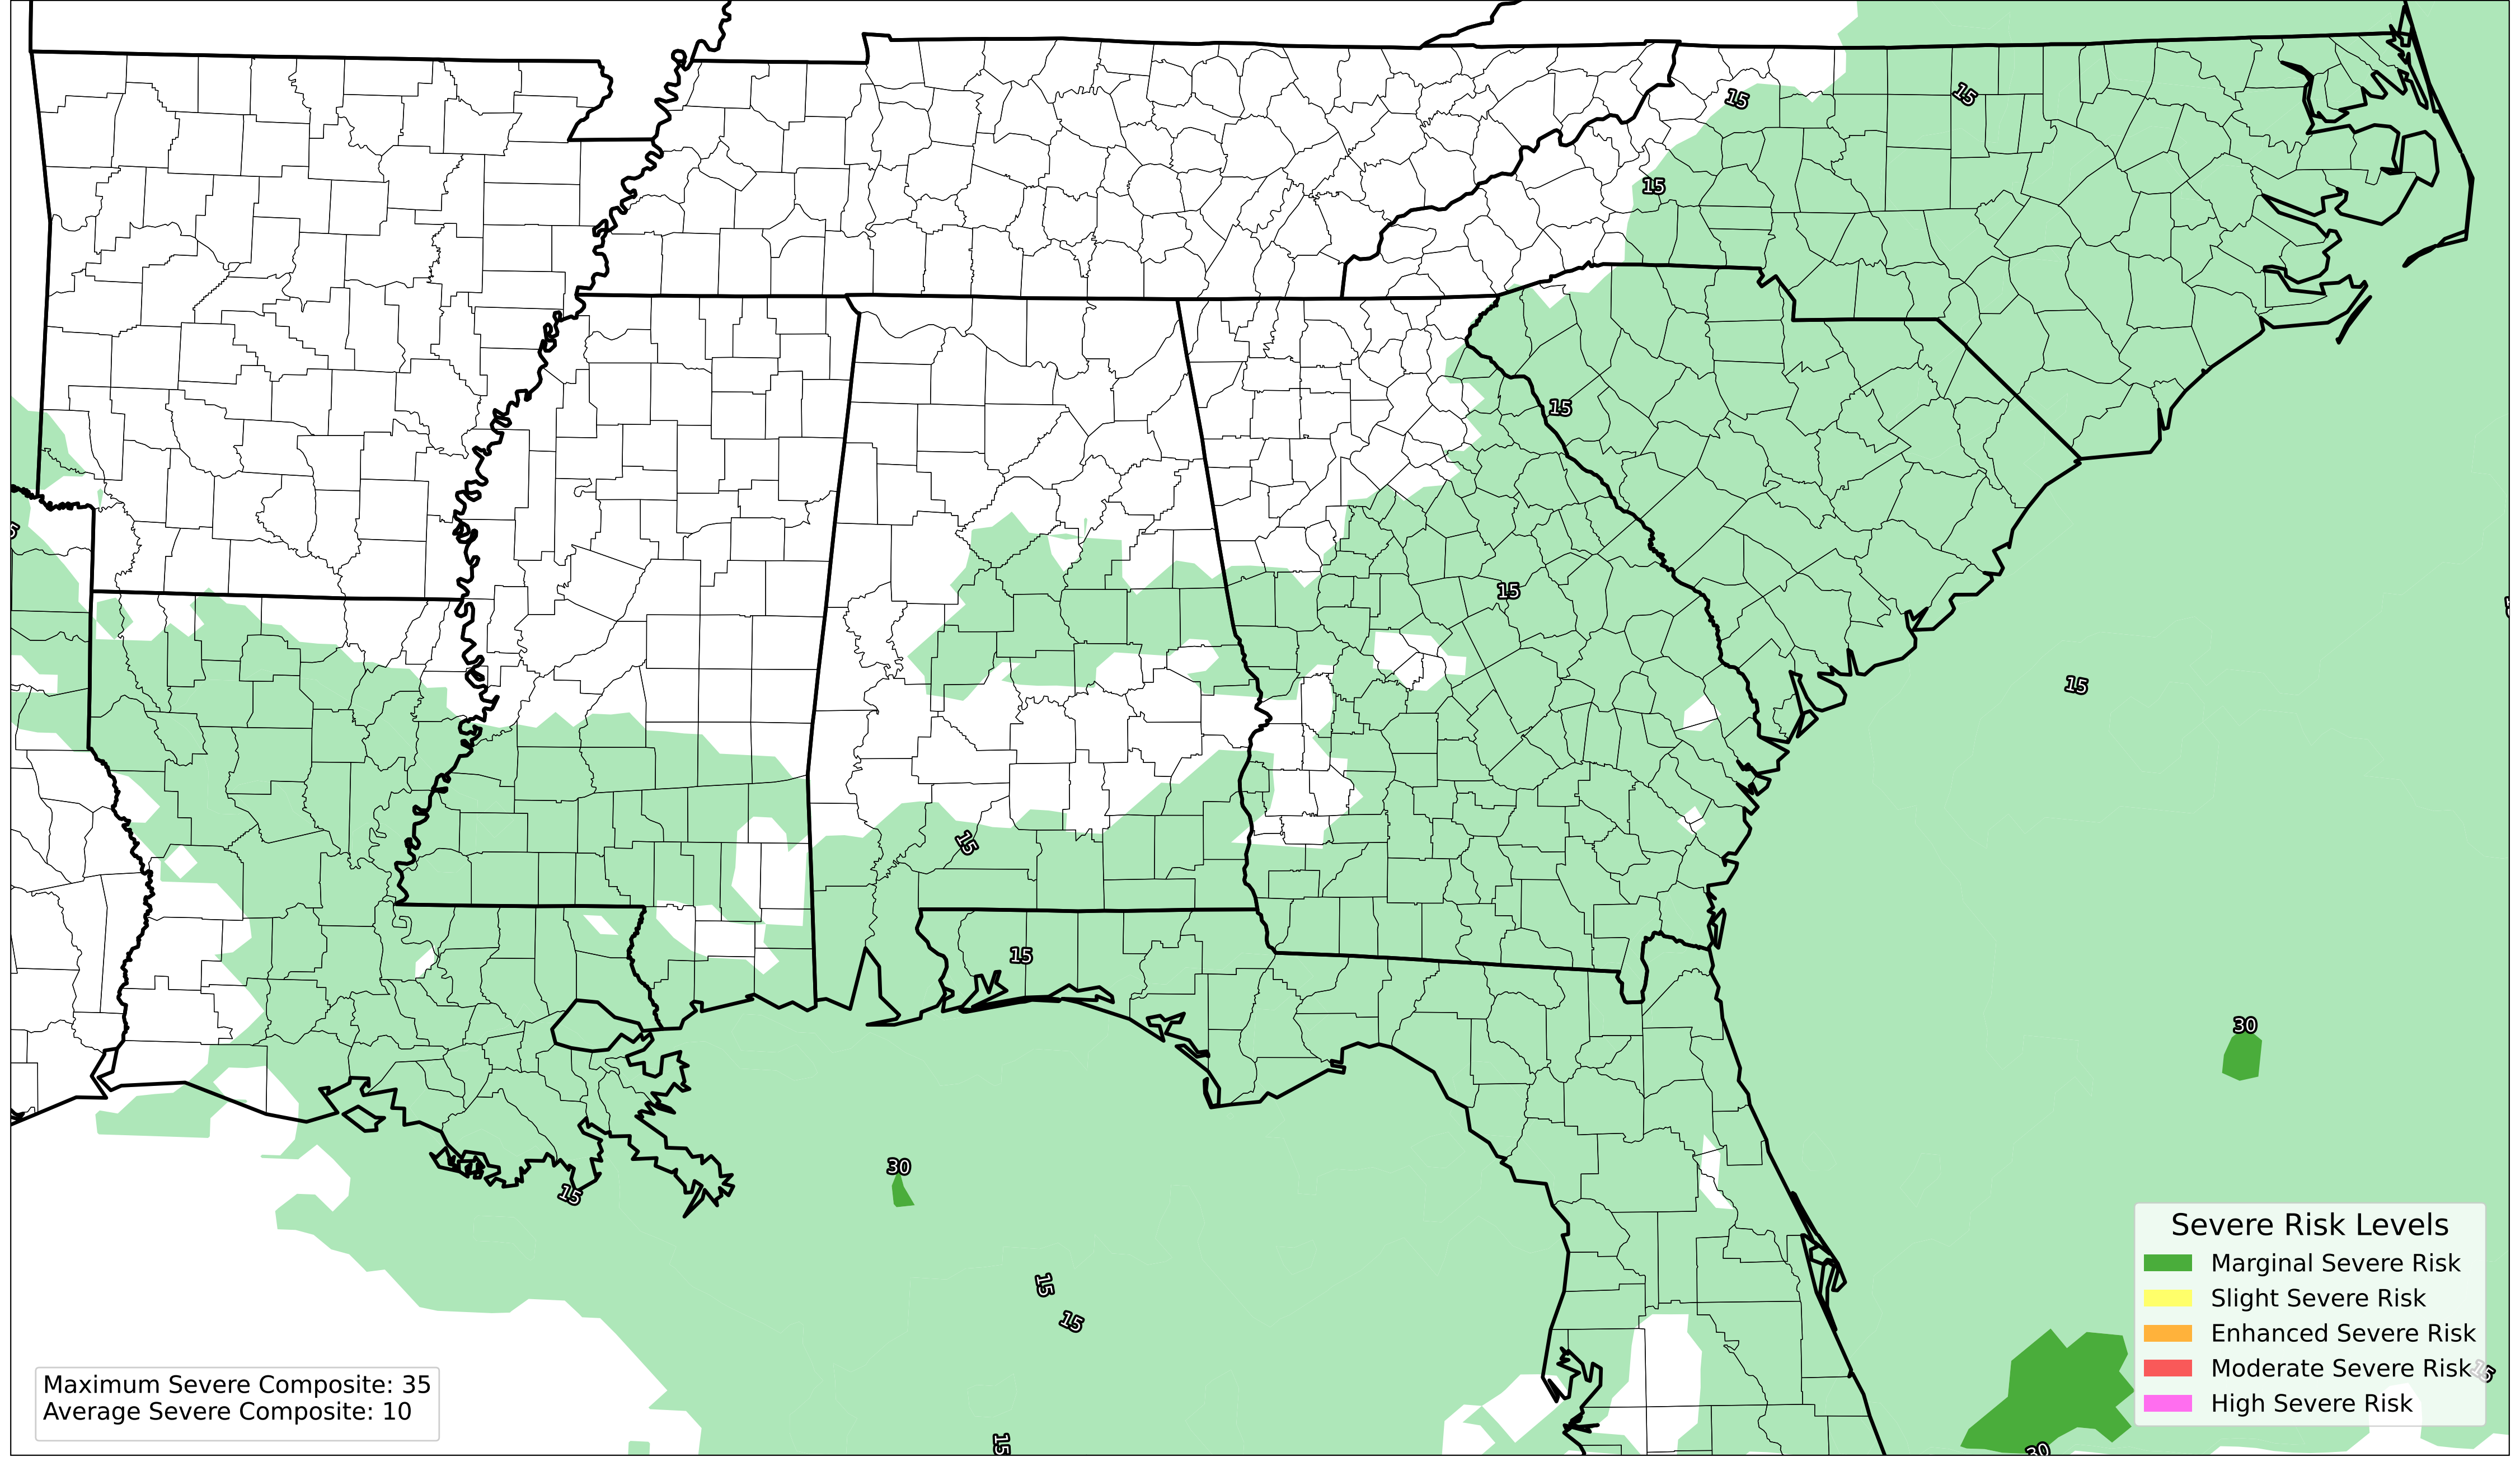 15
15
15
15
15
15
15
15
30
30
15
15
15
15
30
Severe Risk Levels
Marginal Severe Risk
Slight Severe Risk
Enhanced Severe Risk
Moderate Severe Risk
High Severe Risk
15
Maximum Severe Composite: 35
Average Severe Composite: 10